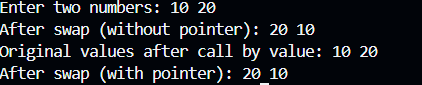 Enter two numbers: 10 20
After swap (without pointer): 20 10
Original values after call by value: 10 20
After swap (with pointer): 20 10